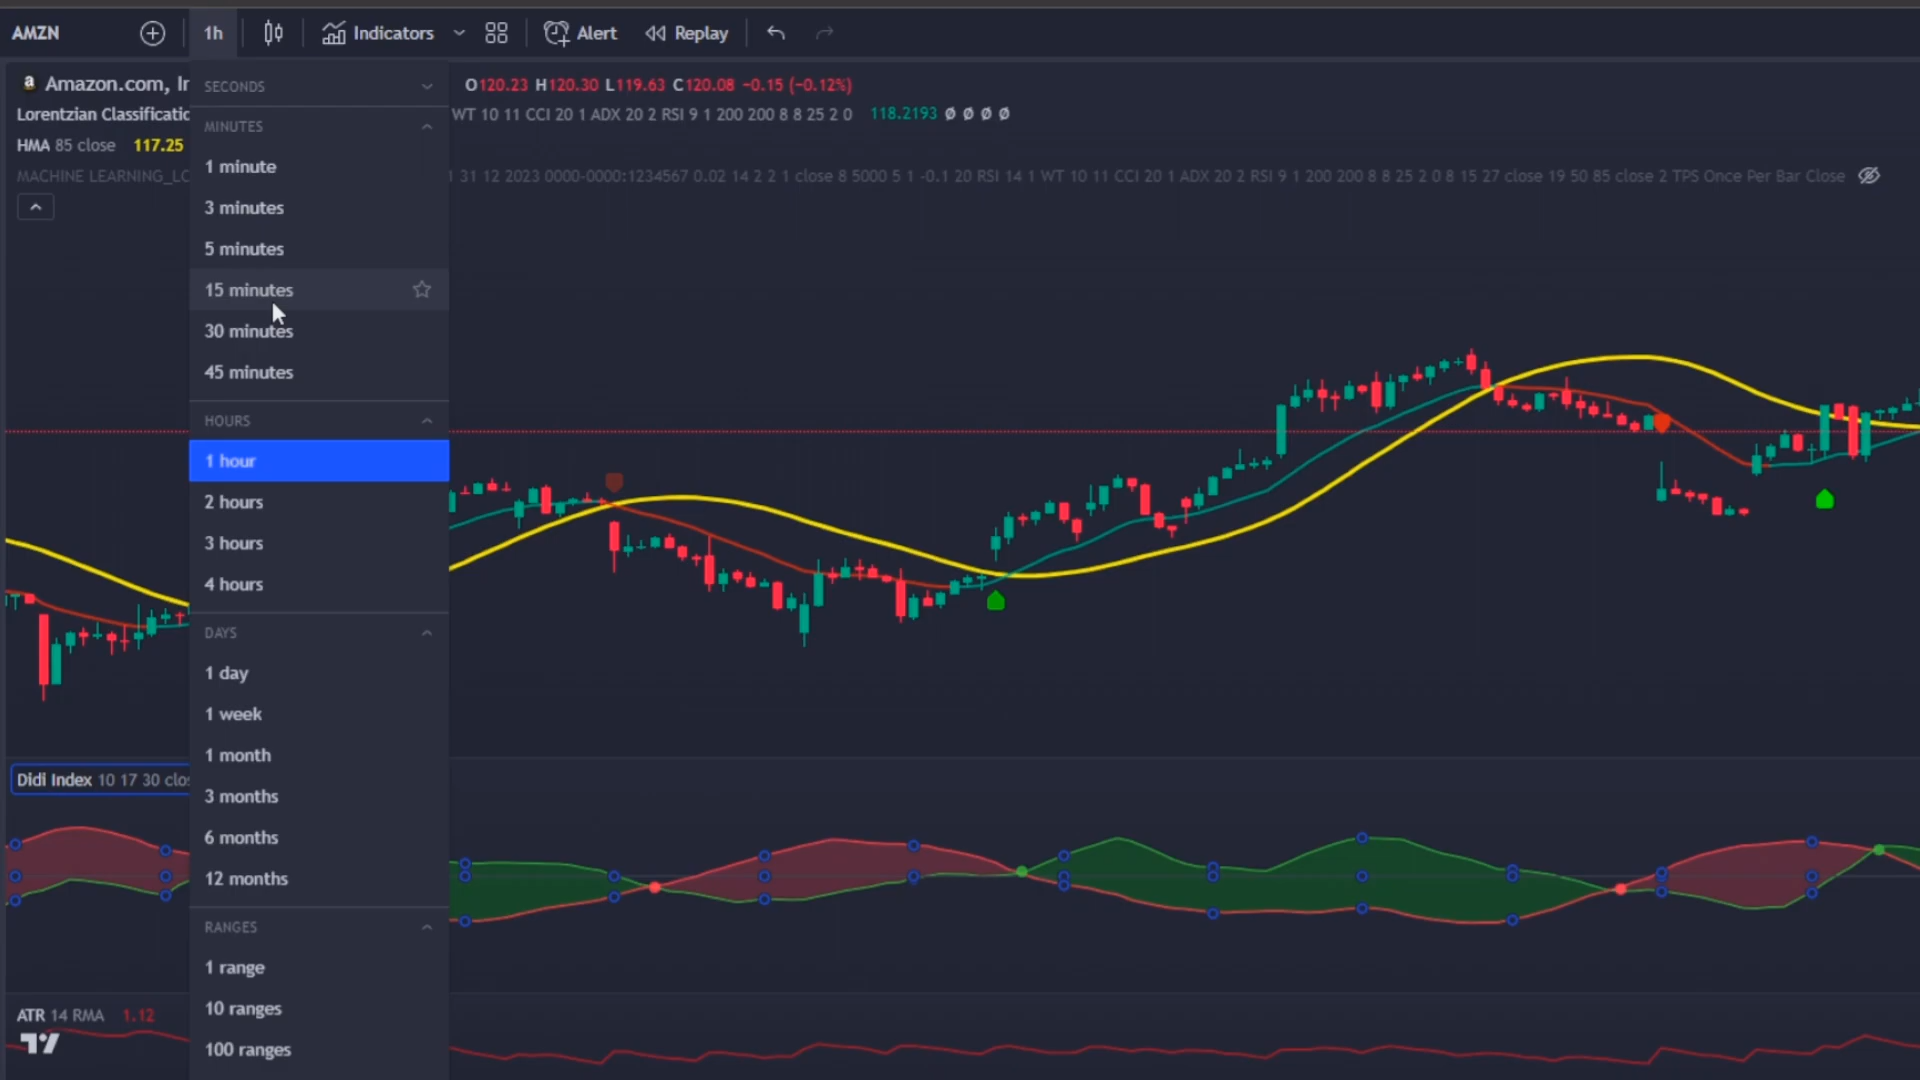 AMZN 1h Indicators Alert Replay
a Amazon.com, In O120.23 H120.30 L119.63 C120.08 −0.15 (−0.12%)
Lorentzian Classificatio WT 10 11 CCI 20 1 ADX 20 2 RSI 9 1 200 200 8 8 25 2 0 118.2193 Ø Ø Ø Ø
HMA 85 close 117.25
MACHINE LEARNING_LC 1 31 12 2023 0000-0000:1234567 0.02 14 2 2 1 close 8 5000 5 1 -0.1 20 RSI 14 1 WT 10 11 CCI 20 1 ADX 20 2 RSI 9 1 200 200 8 8 25 2 0 8 15 27 close 19 50 85 close 2 TPS Once Per Bar Close
SECONDS
MINUTES
1 minute
3 minutes
5 minutes
15 minutes
30 minutes
45 minutes
HOURS
1 hour
2 hours
3 hours
4 hours
DAYS
1 day
1 week
1 month
3 months
6 months
12 months
RANGES
1 range
10 ranges
100 ranges
Didi Index 10 17 30 clos
ATR 14 RMA 1.12